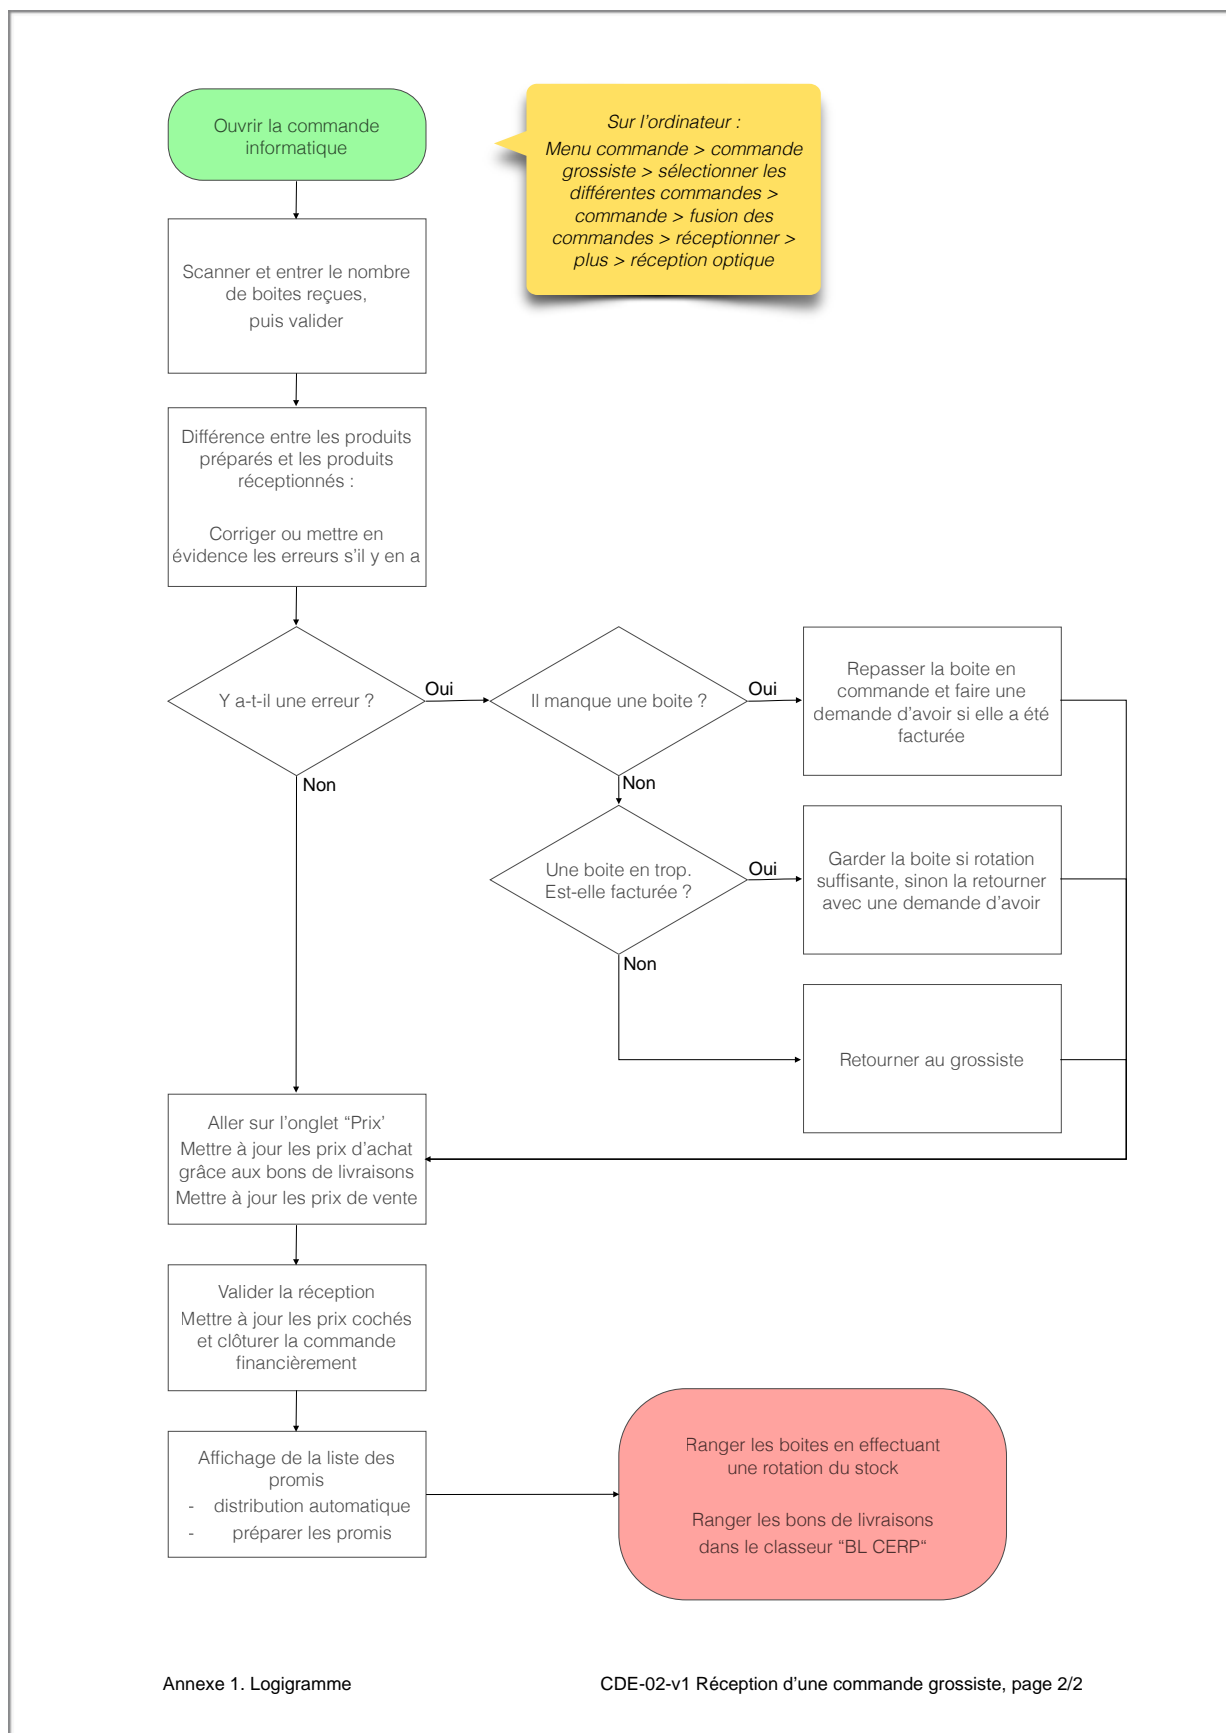 Ouvrir la commande
informatique
Sur l'ordinateur :
Menu commande > commande
grossiste > sélectionner les
différentes commandes >
commande > fusion des
commandes > réceptionner >
plus > réception optique
Scanner et entrer le nombre
de boites reçues,
puis valider
Différence entre les produits
préparés et les produits
réceptionnés :
Corriger ou mettre en
évidence les erreurs s'il y en a
Y a-t-il une erreur ?
Oui
Il manque une boite ?
Oui
Repasser la boite en
commande et faire une
demande d'avoir si elle a été
facturée
Non
Non
Une boite en trop.
Est-elle facturée ?
Oui
Garder la boite si rotation
suffisante, sinon la retourner
avec une demande d'avoir
Non
Retourner au grossiste
Aller sur l'onglet “Prix’
Mettre à jour les prix d'achat
grâce aux bons de livraisons
Mettre à jour les prix de vente
Valider la réception
Mettre à jour les prix cochés
et clôturer la commande
financièrement
Affichage de la liste des
promis
- distribution automatique
- préparer les promis
Ranger les boites en effectuant
une rotation du stock
Ranger les bons de livraisons
dans le classeur “BL CERP“
Annexe 1. Logigramme
CDE-02-v1 Réception d'une commande grossiste, page 2/2